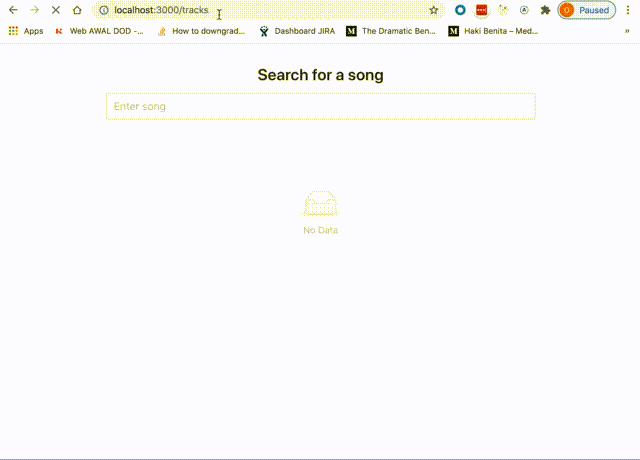 localhost:3000/tracks
Paused
Apps Web AWAL DOD -... How to downgrad... Dashboard JIRA The Dramatic Ben... Haki Benita – Med... »
Search for a song
Enter song
No Data